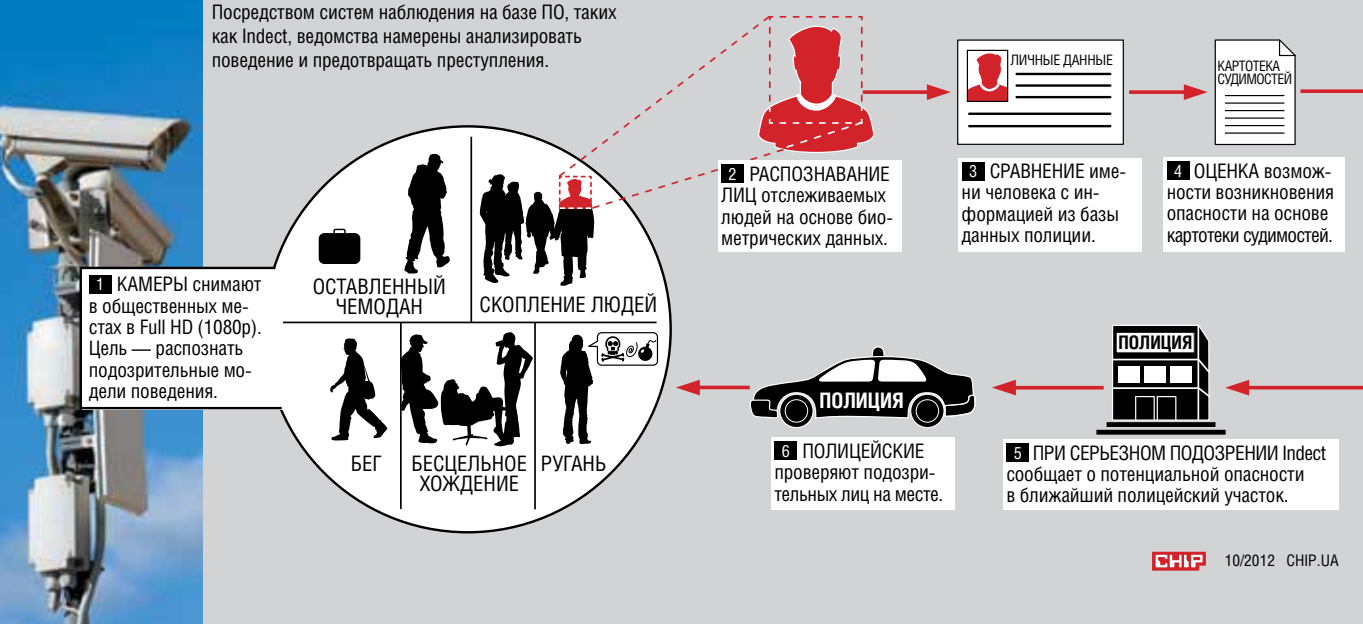 Посредством систем наблюдения на базе ПО, таких
как Indect, ведомства намерены анализировать
поведение и предотвращать преступления.
1 КАМЕРЫ снимают
в общественных ме-
стах в Full HD (1080p).
Цель — распознать
подозрительные мо-
дели поведения.
ОСТАВЛЕННЫЙ
ЧЕМОДАН
СКОПЛЕНИЕ ЛЮДЕЙ
БЕГ
БЕСЦЕЛЬНОЕ
ХОЖДЕНИЕ
РУГАНЬ
2 РАСПОЗНАВАНИЕ
ЛИЦ отслеживаемых
людей на основе био-
метрических данных.
ЛИЧНЫЕ ДАННЫЕ
3 СРАВНЕНИЕ име-
ни человека с ин-
формацией из базы
данных полиции.
КАРТОТЕКА
СУДИМОСТЕЙ
4 ОЦЕНКА возмож-
ности возникновения
опасности на основе
картотеки судимостей.
ПОЛИЦИЯ
5 ПРИ СЕРЬЕЗНОМ ПОДОЗРЕНИИ Indect
сообщает о потенциальной опасности
в ближайший полицейский участок.
ПОЛИЦИЯ
6 ПОЛИЦЕЙСКИЕ
проверяют подозри-
тельных лиц на месте.
CHIP 10/2012 CHIP.UA